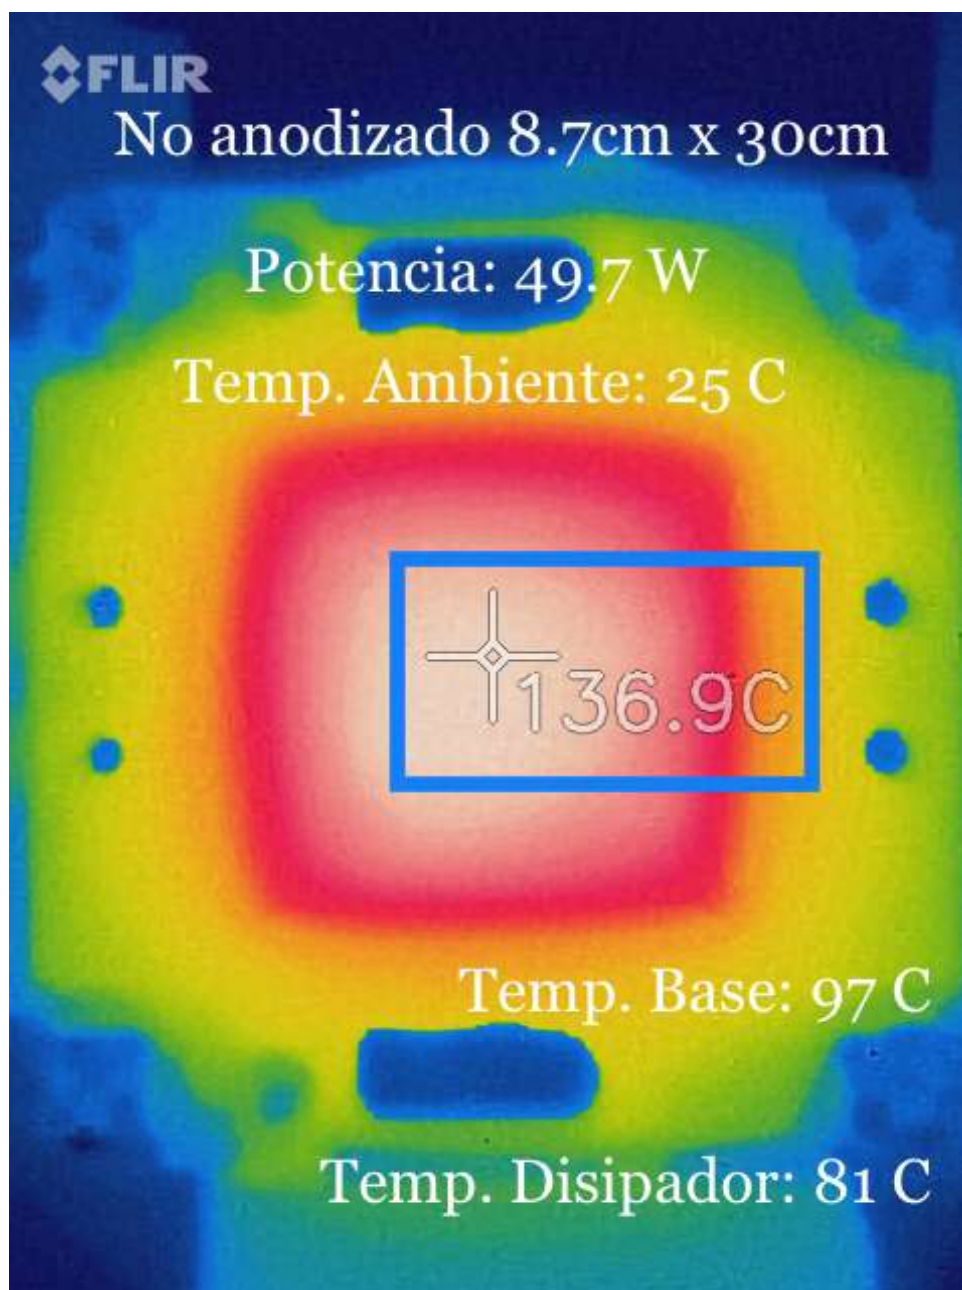 FLIR
No anodizado 8.7cm x 30cm
Potencia: 49.7 W
Temp. Ambiente: 25 C
136.9C
Temp. Base: 97 C
Temp. Disipador: 81 C